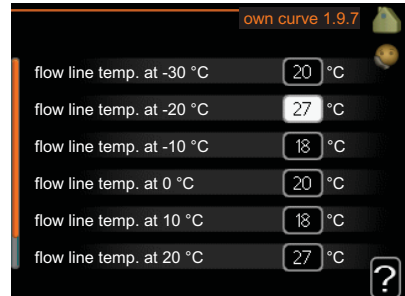 own curve 1.9.7
flow line temp. at -30 °C 20 °C
flow line temp. at -20 °C 27 °C
flow line temp. at -10 °C 18 °C
flow line temp. at 0 °C 20 °C
flow line temp. at 10 °C 18 °C
flow line temp. at 20 °C 27 °C
?